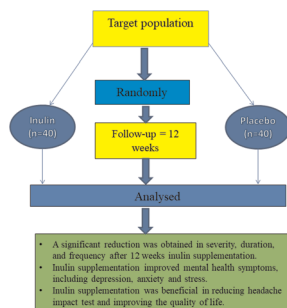 Target population
Randomly
Inulin
(n=40)
Placebo
(n=40)
Follow-up = 12
weeks
Analysed
• A significant reduction was obtained in severity, duration,
and frequency after 12 weeks inulin supplementation.
• Inulin supplementation improved mental health symptoms,
including depression, anxiety and stress.
• Inulin supplementation was beneficial in reducing headache
impact test and improving the quality of life.